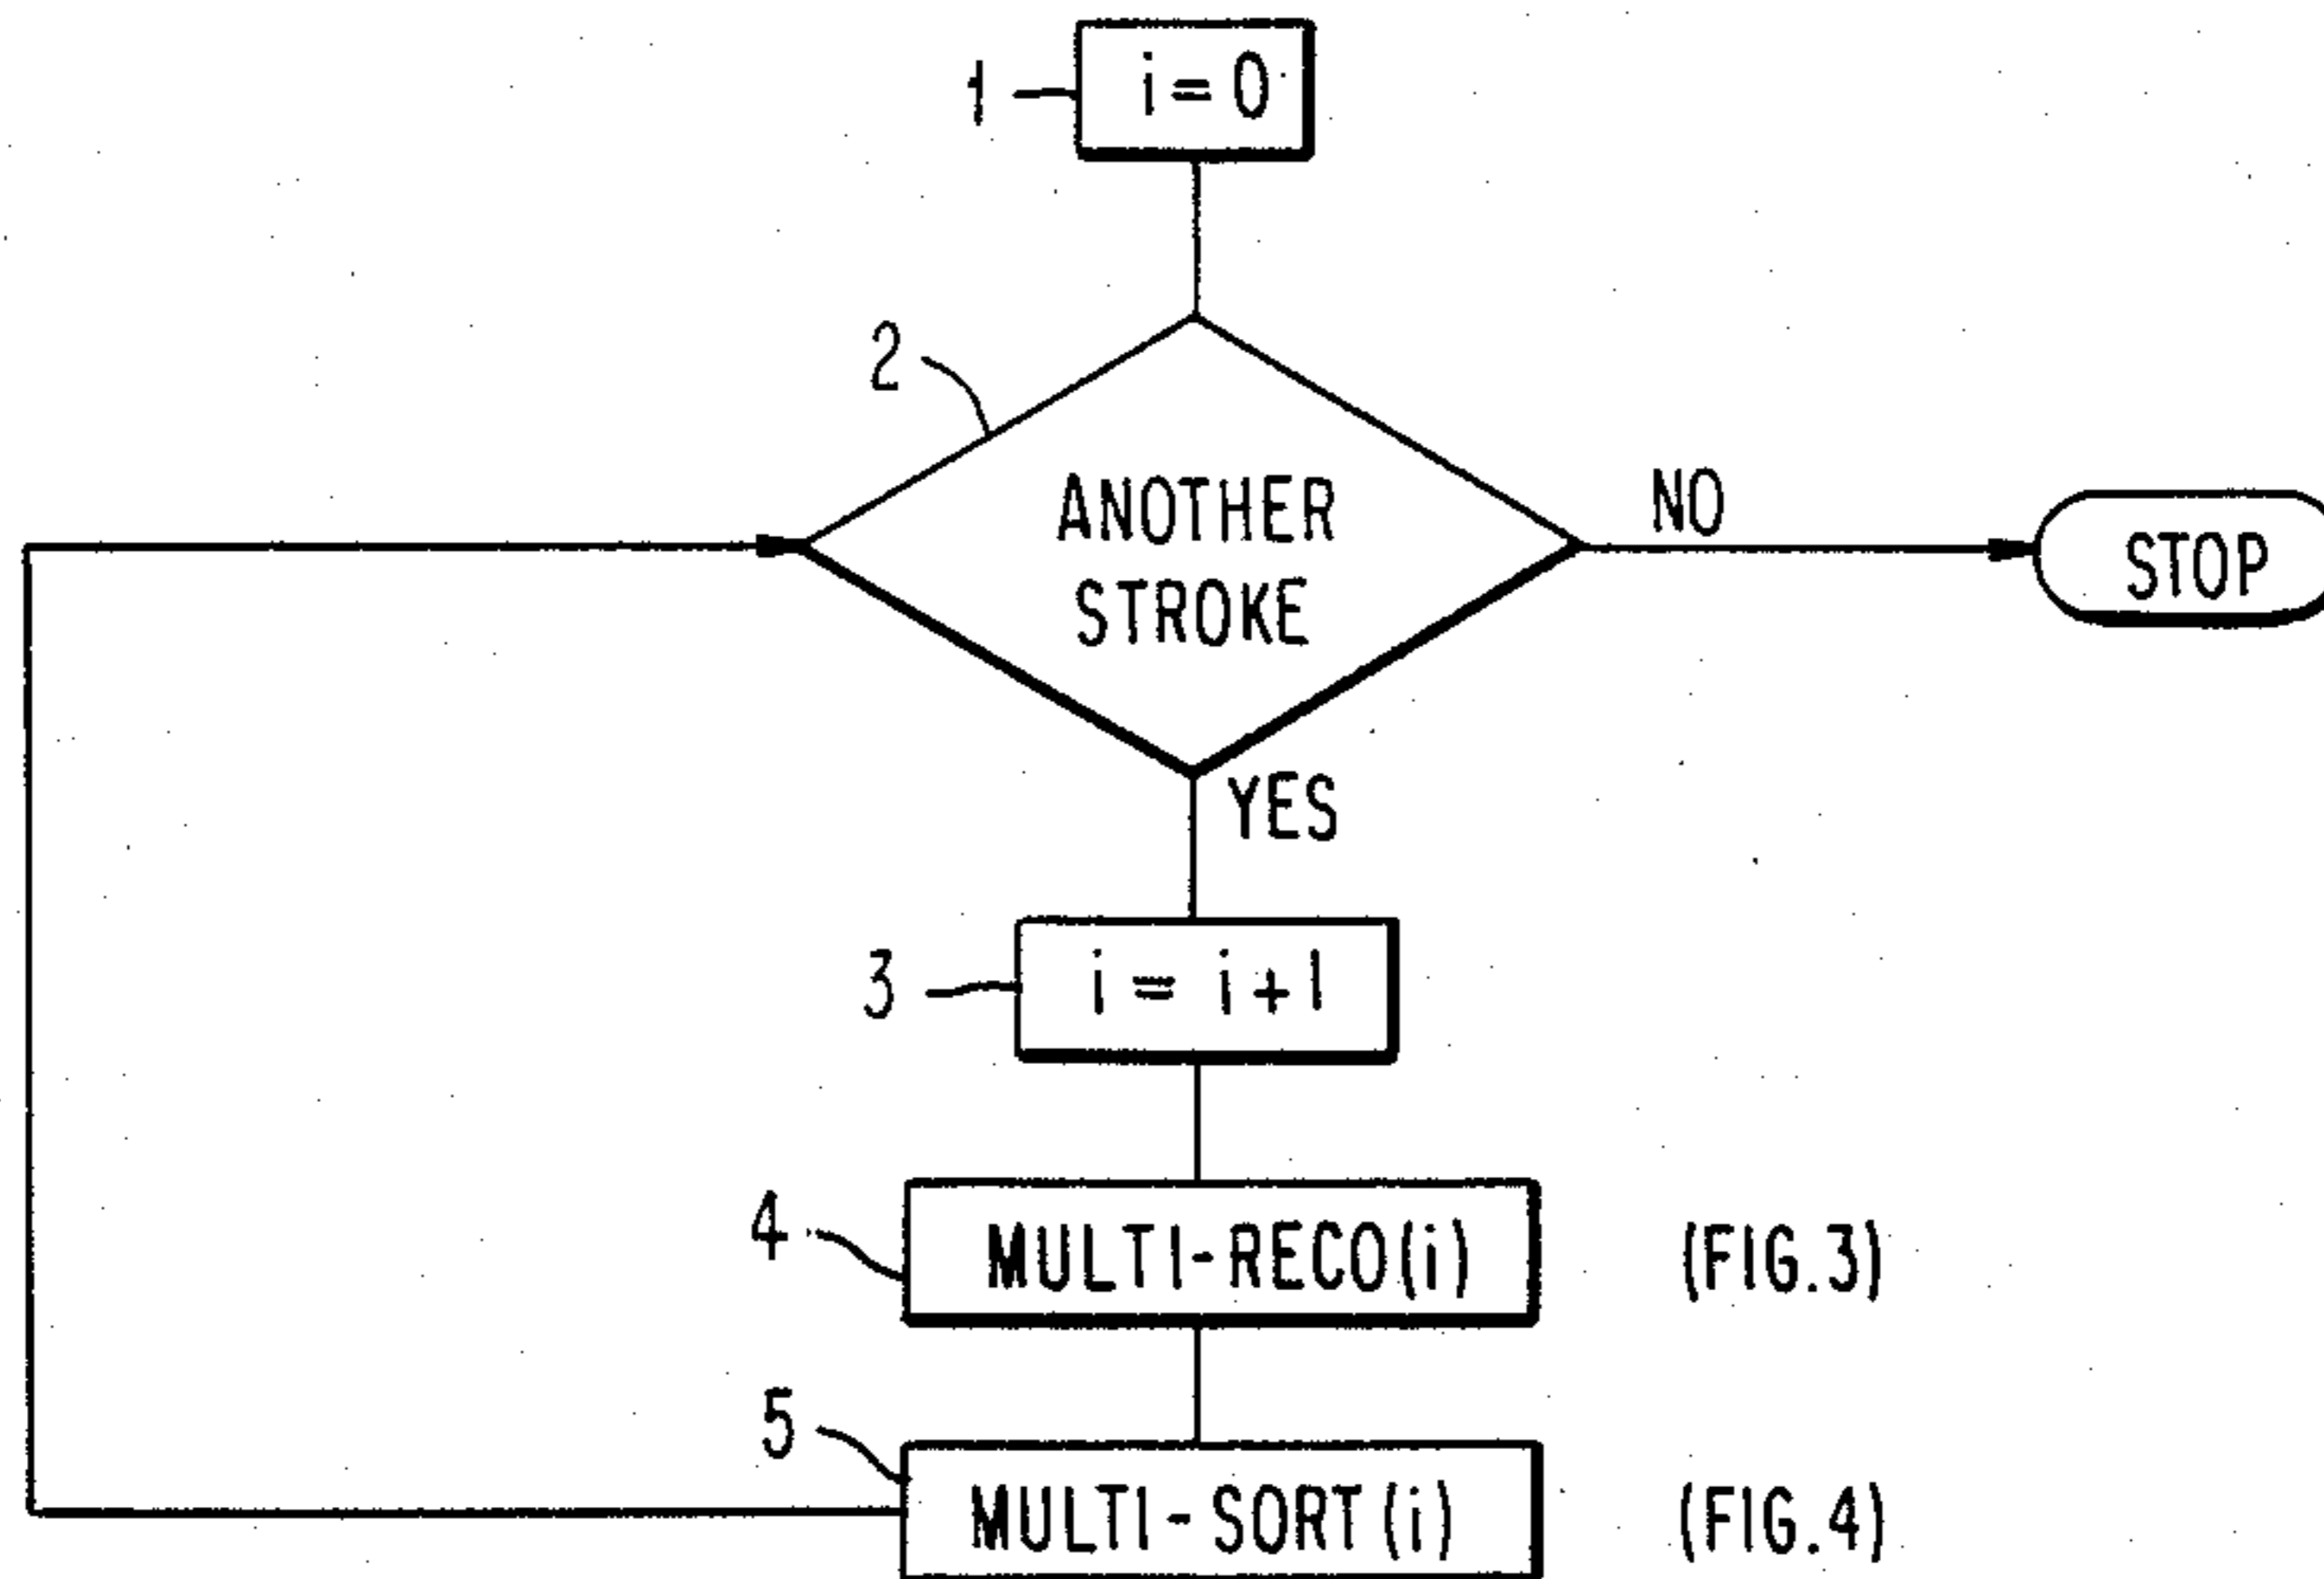 1
i = 0
2
ANOTHER
STROKE
NO
STOP
YES
3
i = i + 1
4
MULTI-RECO(i)
(FIG.3)
5
MULTI-SORT(i)
(FIG.4)